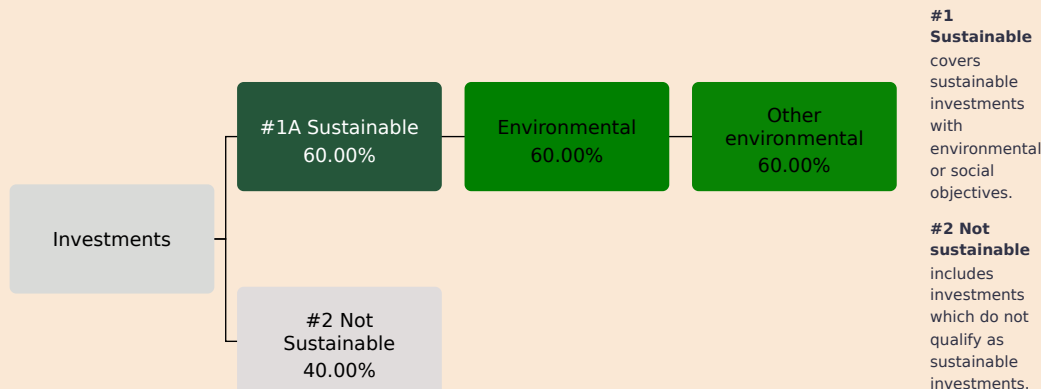 #1A Sustainable
60.00%
Environmental
60.00%
Other
environmental
60.00%
Investments
#2 Not
Sustainable
40.00%
#1
Sustainable
covers
sustainable
investments
with
environmental
or social
objectives.
#2 Not
sustainable
includes
investments
which do not
qualify as
sustainable
investments.